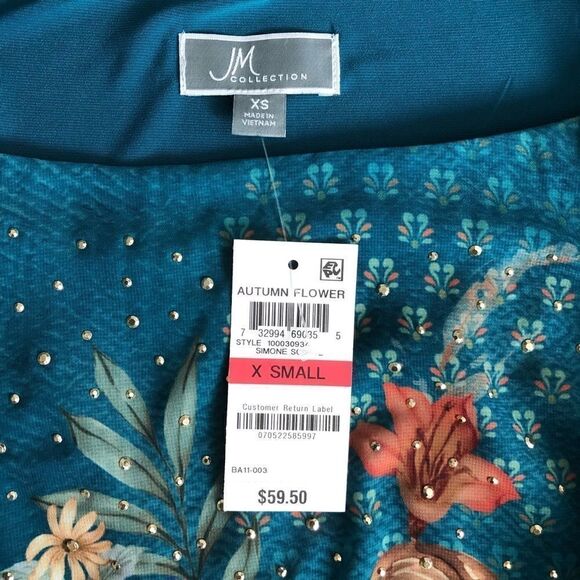 JM
COLLECTION
XS
MADE IN
VIETNAM
AUTUMN FLOWER
7 32994 69035 5
STYLE
SIMONE
X SMALL
Customer Return Label
070522585997
BA11-003
$59.50